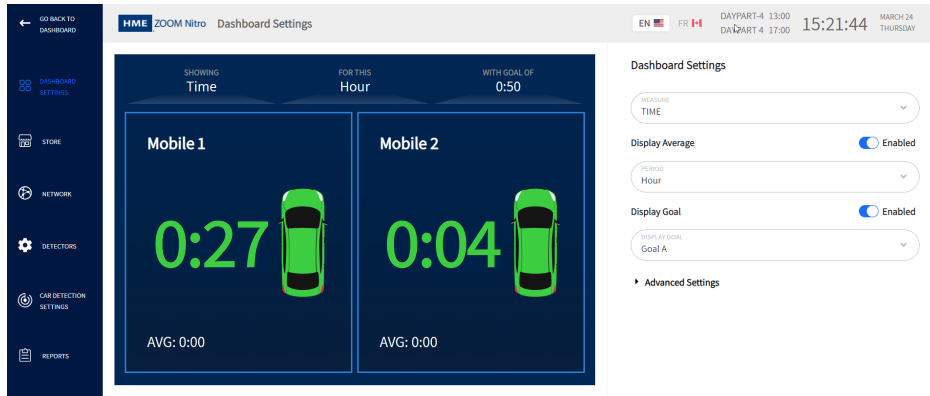 GO BACK TO
DASHBOARD
HME ZOOM Nitro Dashboard Settings
EN FR
DAYPART-4 13:00
DAYPART 4 17:00
15:21:44
MARCH 24
THURSDAY
DASHBOARD
SETTINGS
STORE
NETWORK
DETECTORS
CAR DETECTION
SETTINGS
REPORTS
SHOWING
Time
FOR THIS
Hour
WITH GOAL OF
0:50
Mobile 1
0:27
AVG: 0:00
Mobile 2
0:04
AVG: 0:00
Dashboard Settings
MEASURE
TIME
Display Average Enabled
PERIOD
Hour
Display Goal Enabled
DISPLAY GOAL
Goal A
Advanced Settings